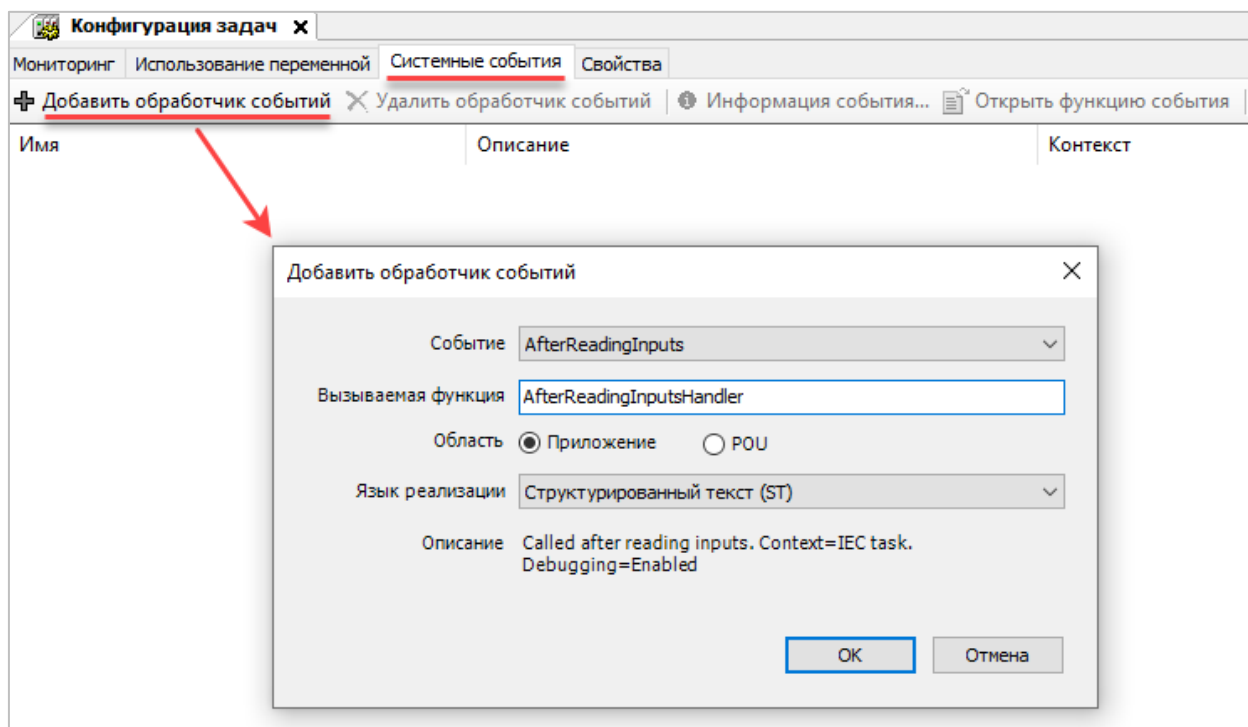 Конфигурация задач
Мониторинг Использование переменной Системные события Свойства
Добавить обработчик событий Удалить обработчик событий Информация события... Открыть функцию события
Имя Описание Контекст
Добавить обработчик событий
Событие AfterReadingInputs
Вызываемая функция AfterReadingInputsHandler
Область Приложение POU
Язык реализации Структурированный текст (ST)
Описание Called after reading inputs. Context=IEC task.
Debugging=Enabled
OK Отмена